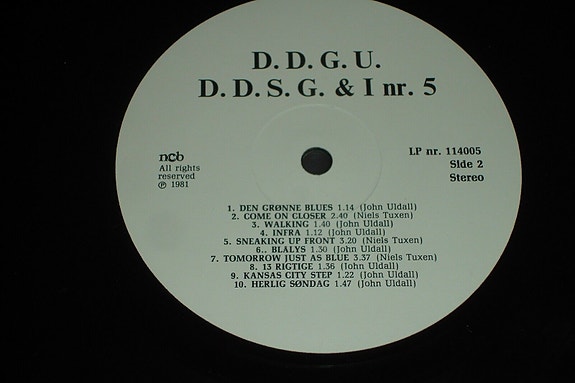 D. D. G. U.
D. D. S. G. & I nr. 5
ncb
All rights
reserved
℗ 1981
LP nr. 114005
Side 2
Stereo
1. DEN GRØNNE BLUES 1.14 (John Uldall)
2. COME ON CLOSER 2.40 (Niels Tuxen)
3. WALKING 1.40 (John Uldall)
4. INFRA 1.12 (John Uldall)
5. SNEAKING UP FRONT 3.20 (Niels Tuxen)
6.. BLALYS 1.30 (John Uldall)
7. TOMORROW JUST AS BLUE 3.37 (Niels Tuxen)
8. 13 RIGTIGE 1.36 (John Uldall)
9. KANSAS CITY STEP 1.22 (John Uldall)
10. HERLIG SØNDAG 1.47 (John Uldall)